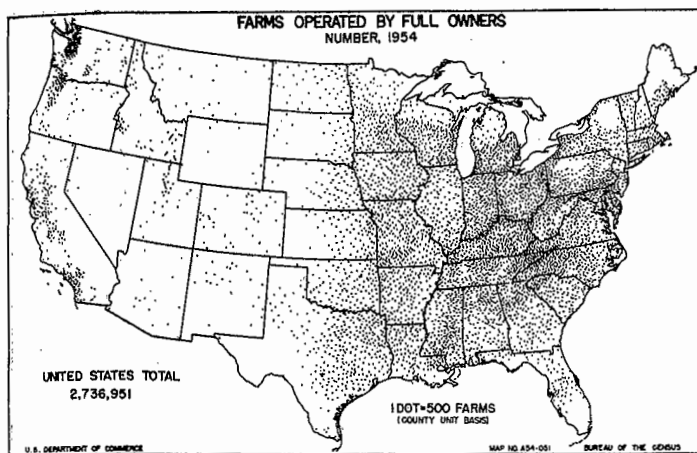 FARMS OPERATED BY FULL OWNERS
NUMBER, 1954
UNITED STATES TOTAL
2,736,951
1 DOT=500 FARMS
(COUNTY UNIT BASIS)
U.S. DEPARTMENT OF COMMERCE
MAP NO. A54-051
BUREAU OF THE CENSUS